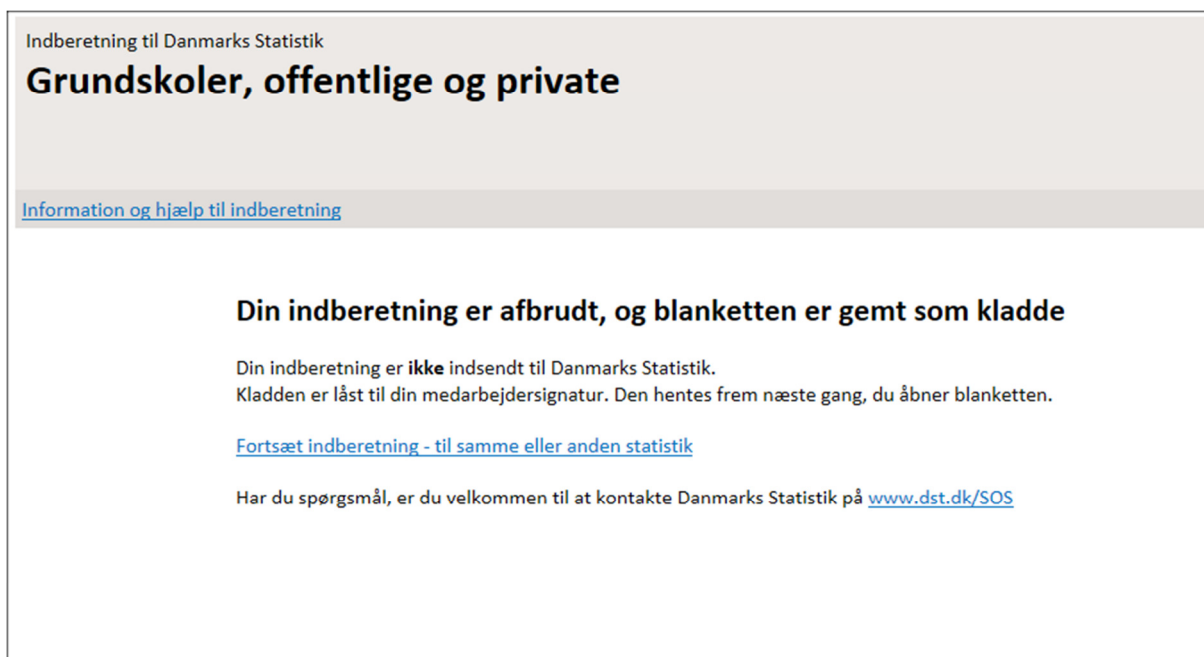 Indberetning til Danmarks Statistik
Grundskoler, offentlige og private
Information og hjælp til indberetning
Din indberetning er afbrudt, og blanketten er gemt som kladde
Din indberetning er ikke indsendt til Danmarks Statistik.
Kladden er låst til din medarbejdersignatur. Den hentes frem næste gang, du åbner blanketten.
Fortsæt indberetning - til samme eller anden statistik
Har du spørgsmål, er du velkommen til at kontakte Danmarks Statistik på www.dst.dk/SOS